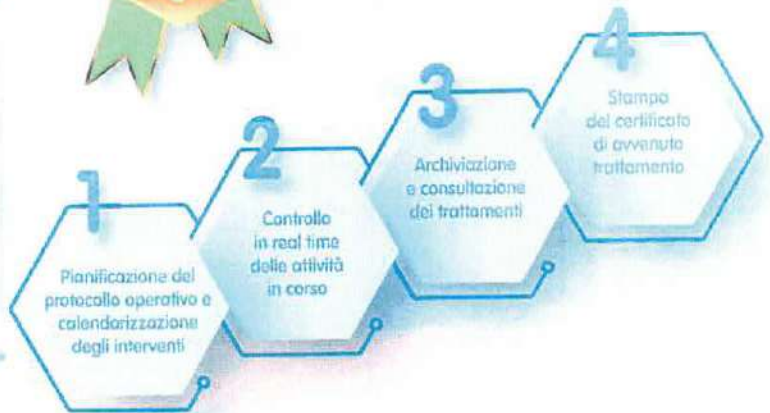 1
Pianificazione del
protocollo operativo e
calendarizzazione
degli interventi
2
Controllo
in real time
delle attività
in corso
3
Archiviazione
e consultazione
dei trattamenti
4
Stampa
del certificato
di avvenuto
trattamento